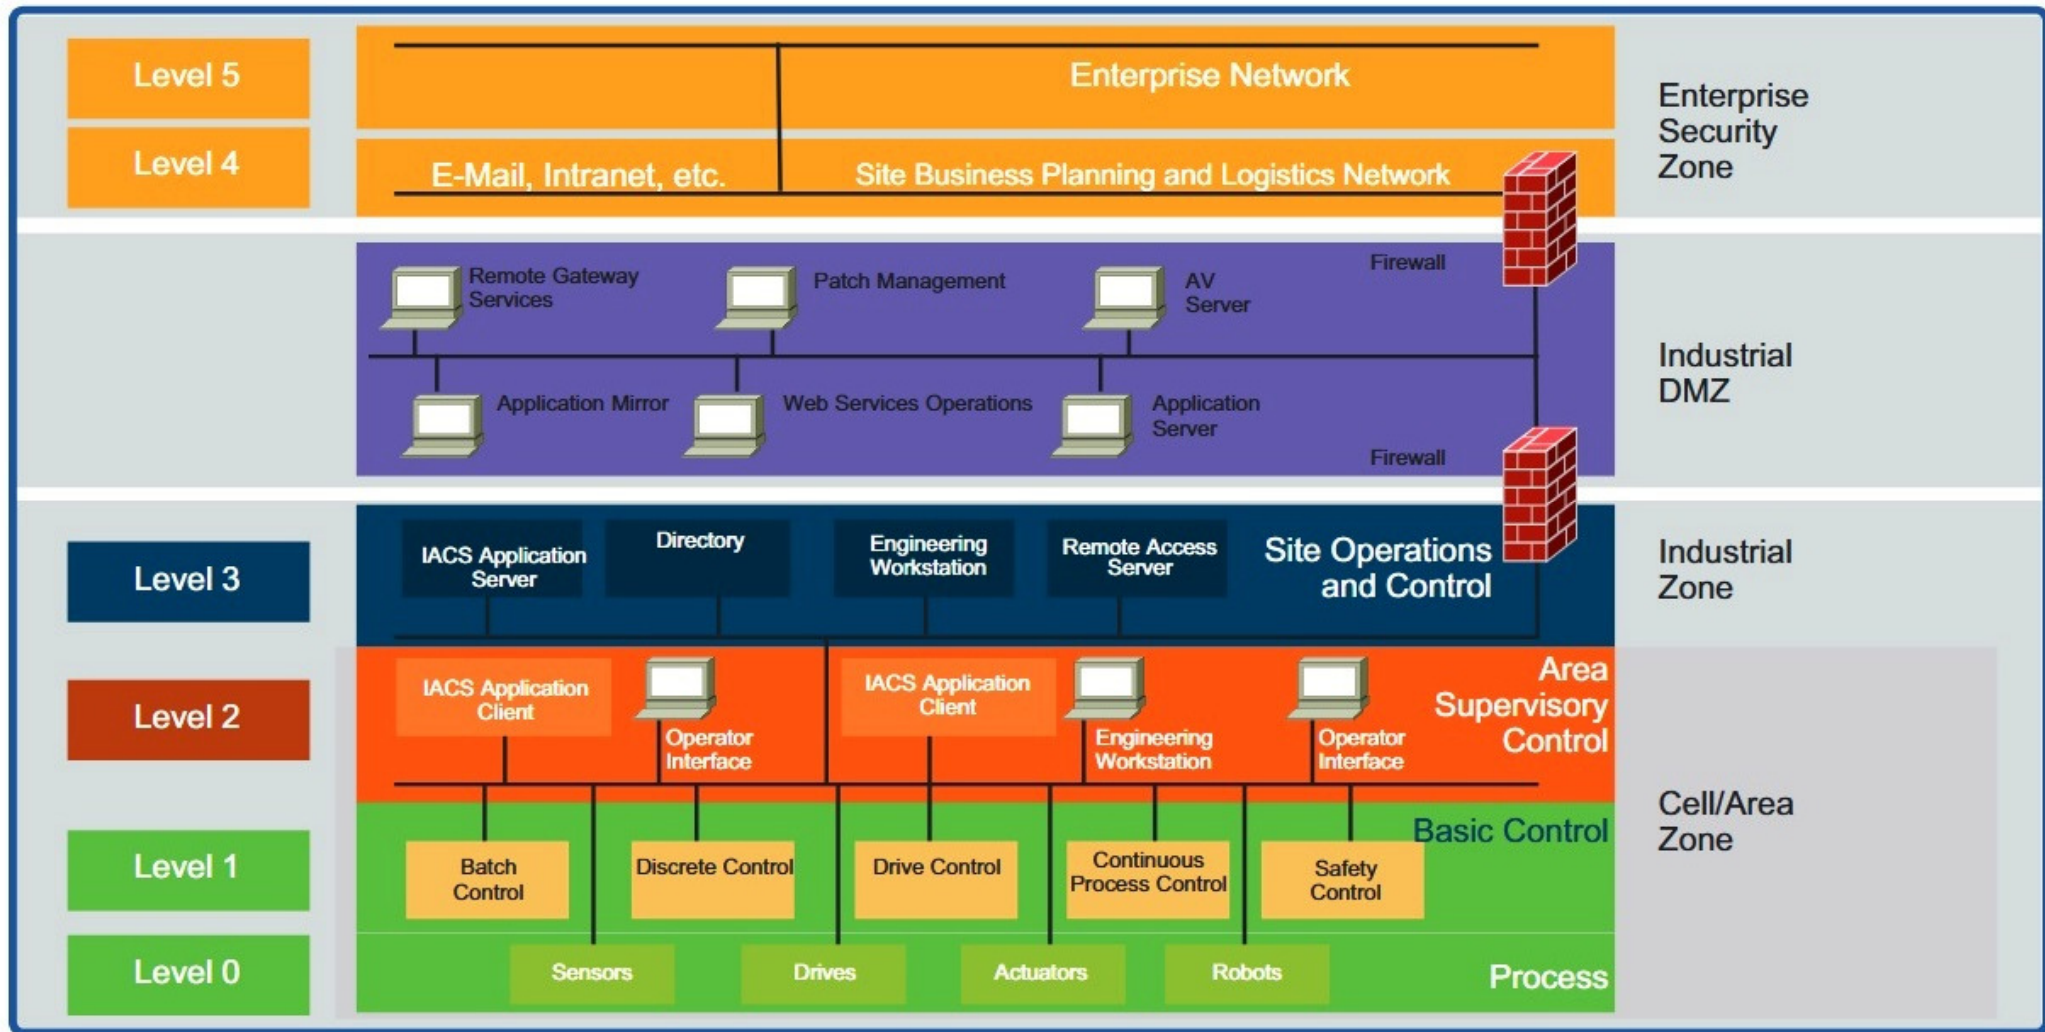 Level 5
Enterprise Network
Enterprise
Security
Zone
Level 4
E-Mail, Intranet, etc.
Site Business Planning and Logistics Network
Remote Gateway
Services
Patch Management
AV
Server
Firewall
Industrial
DMZ
Application Mirror
Web Services Operations
Application
Server
Firewall
Level 3
IACS Application
Server
Directory
Engineering
Workstation
Remote Access
Server
Site Operations
and Control
Industrial
Zone
Level 2
IACS Application
Client
Operator
Interface
IACS Application
Client
Engineering
Workstation
Operator
Interface
Area
Supervisory
Control
Cell/Area
Zone
Level 1
Basic Control
Batch
Control
Discrete Control
Drive Control
Continuous
Process Control
Safety
Control
Level 0
Sensors
Drives
Actuators
Robots
Process